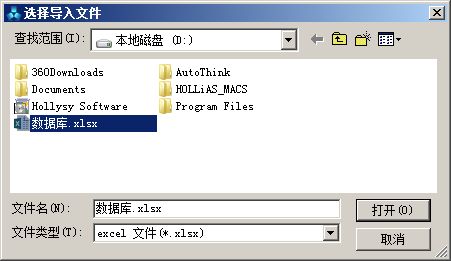 选择导入文件
查找范围(I): 本地磁盘 (D:)
360Downloads
Documents
Hollysy Software
数据库.xlsx
AutoThink
HOLLiAS_MACS
Program Files
文件名(N): 数据库.xlsx 打开(O)
文件类型(T): excel 文件(*.xlsx) 取消